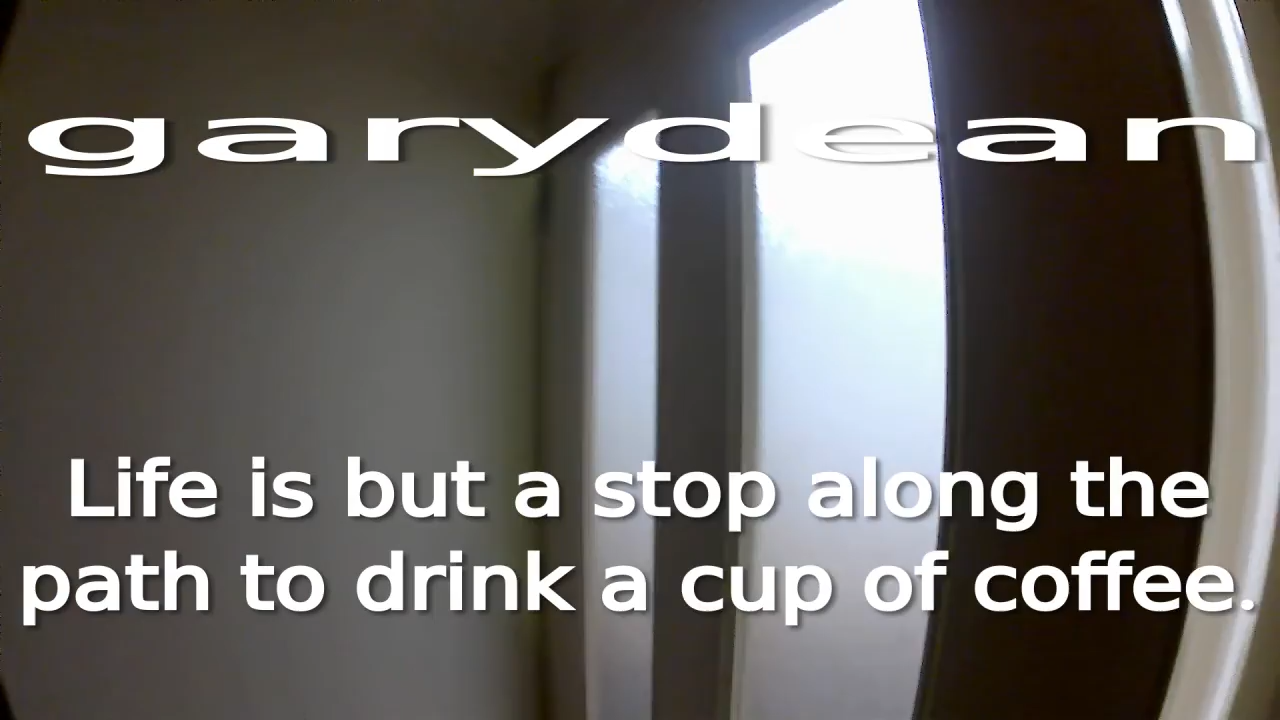 garydean
Life is but a stop along the
path to drink a cup of coffee.